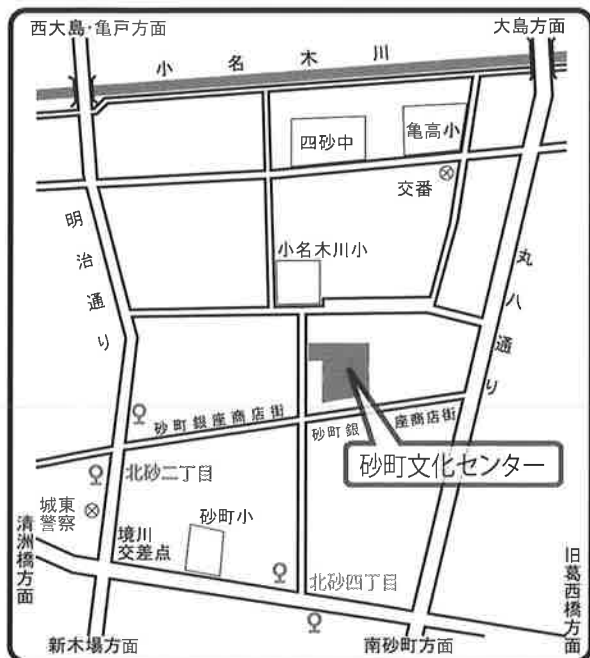 西大島・亀戸方面
大島方面
小名木川
四砂中
亀高小
交番
明治通り
小名木川小
丸八通り
砂町銀座商店街
砂町銀座商店街
砂町文化センター
北砂二丁目
城東
警察
砂町小
境川
交差点
清洲橋方面
北砂四丁目
旧葛西橋方面
新木場方面
南砂町方面